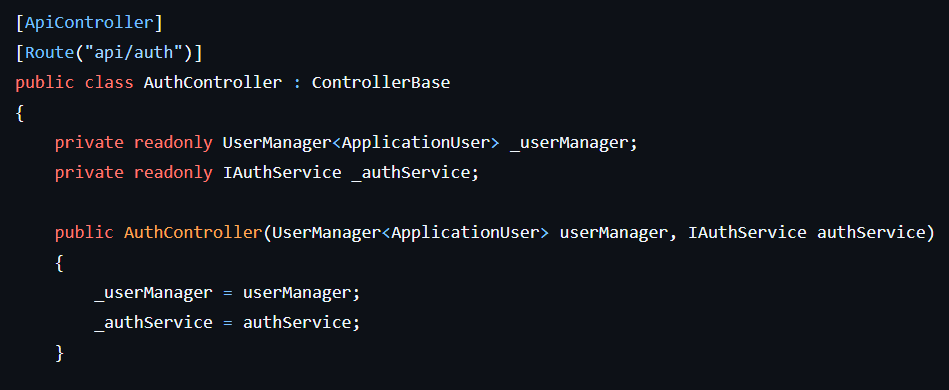 [ApiController]
[Route("api/auth")]
public class AuthController : ControllerBase
{
    private readonly UserManager<ApplicationUser> _userManager;
    private readonly IAuthService _authService;

    public AuthController(UserManager<ApplicationUser> userManager, IAuthService authService)
    {
        _userManager = userManager;
        _authService = authService;
    }